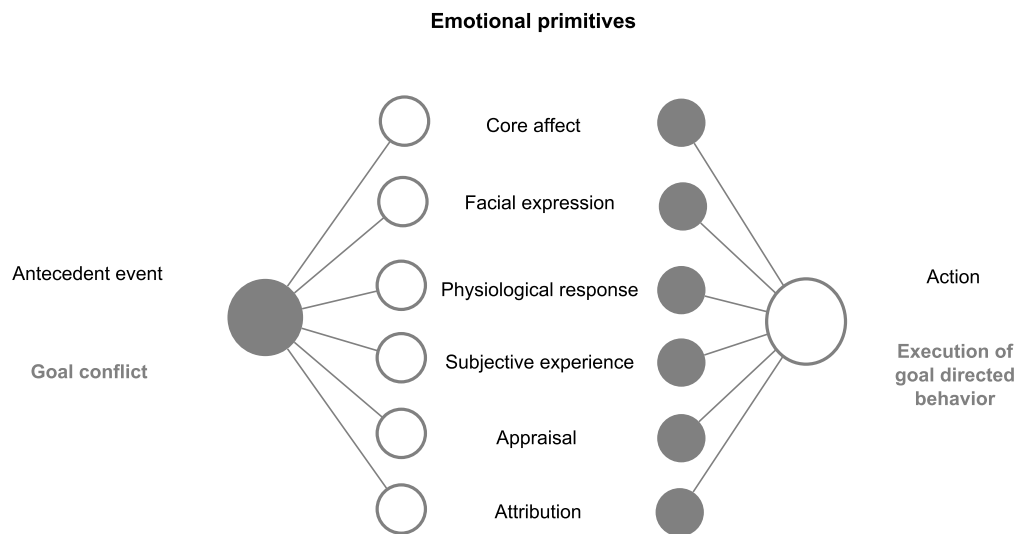 Emotional primitives
Core affect
Facial expression
Antecedent event
Physiological response
Action
Goal conflict
Subjective experience
Execution of
goal directed
behavior
Appraisal
Attribution